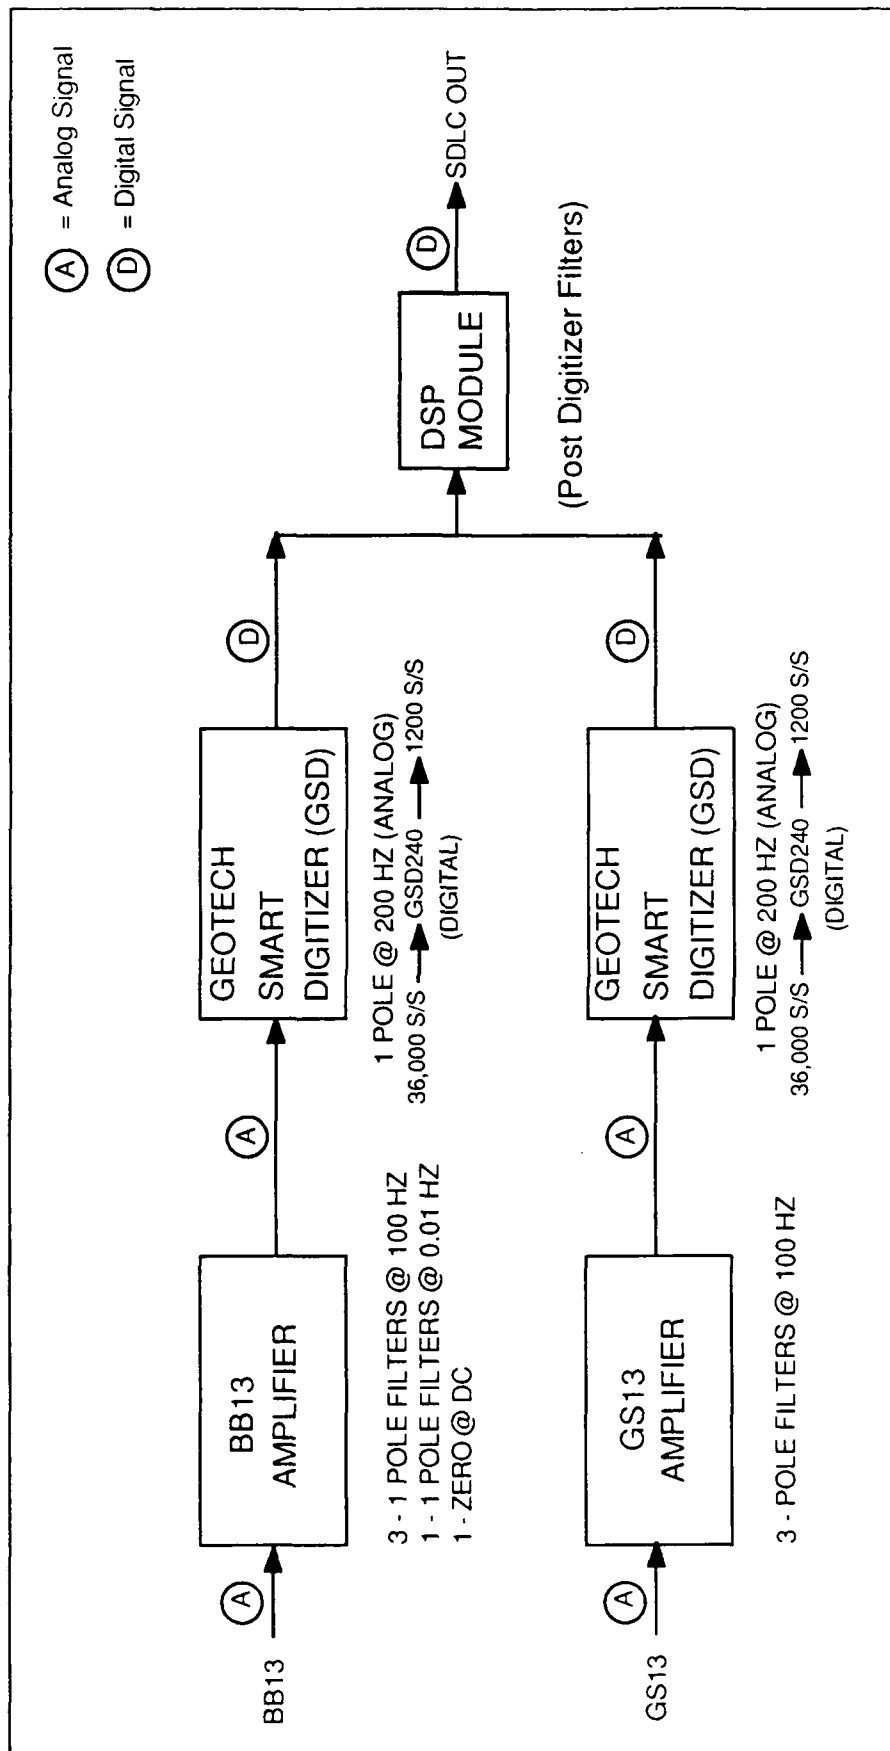 A = Analog Signal
D = Digital Signal
BB13
A
BB13
AMPLIFIER
3 - 1 POLE FILTERS @ 100 HZ
1 - 1 POLE FILTERS @ 0.01 HZ
1 - ZERO @ DC
A
GEOTECH
SMART
DIGITIZER (GSD)
1 POLE @ 200 HZ (ANALOG)
36,000 S/S GSD240 1200 S/S
(DIGITAL)
D
GS13
A
GS13
AMPLIFIER
3 - POLE FILTERS @ 100 HZ
A
GEOTECH
SMART
DIGITIZER (GSD)
1 POLE @ 200 HZ (ANALOG)
36,000 S/S GSD240 1200 S/S
(DIGITAL)
D
DSP
MODULE
(Post Digitizer Filters)
D
SDLC OUT